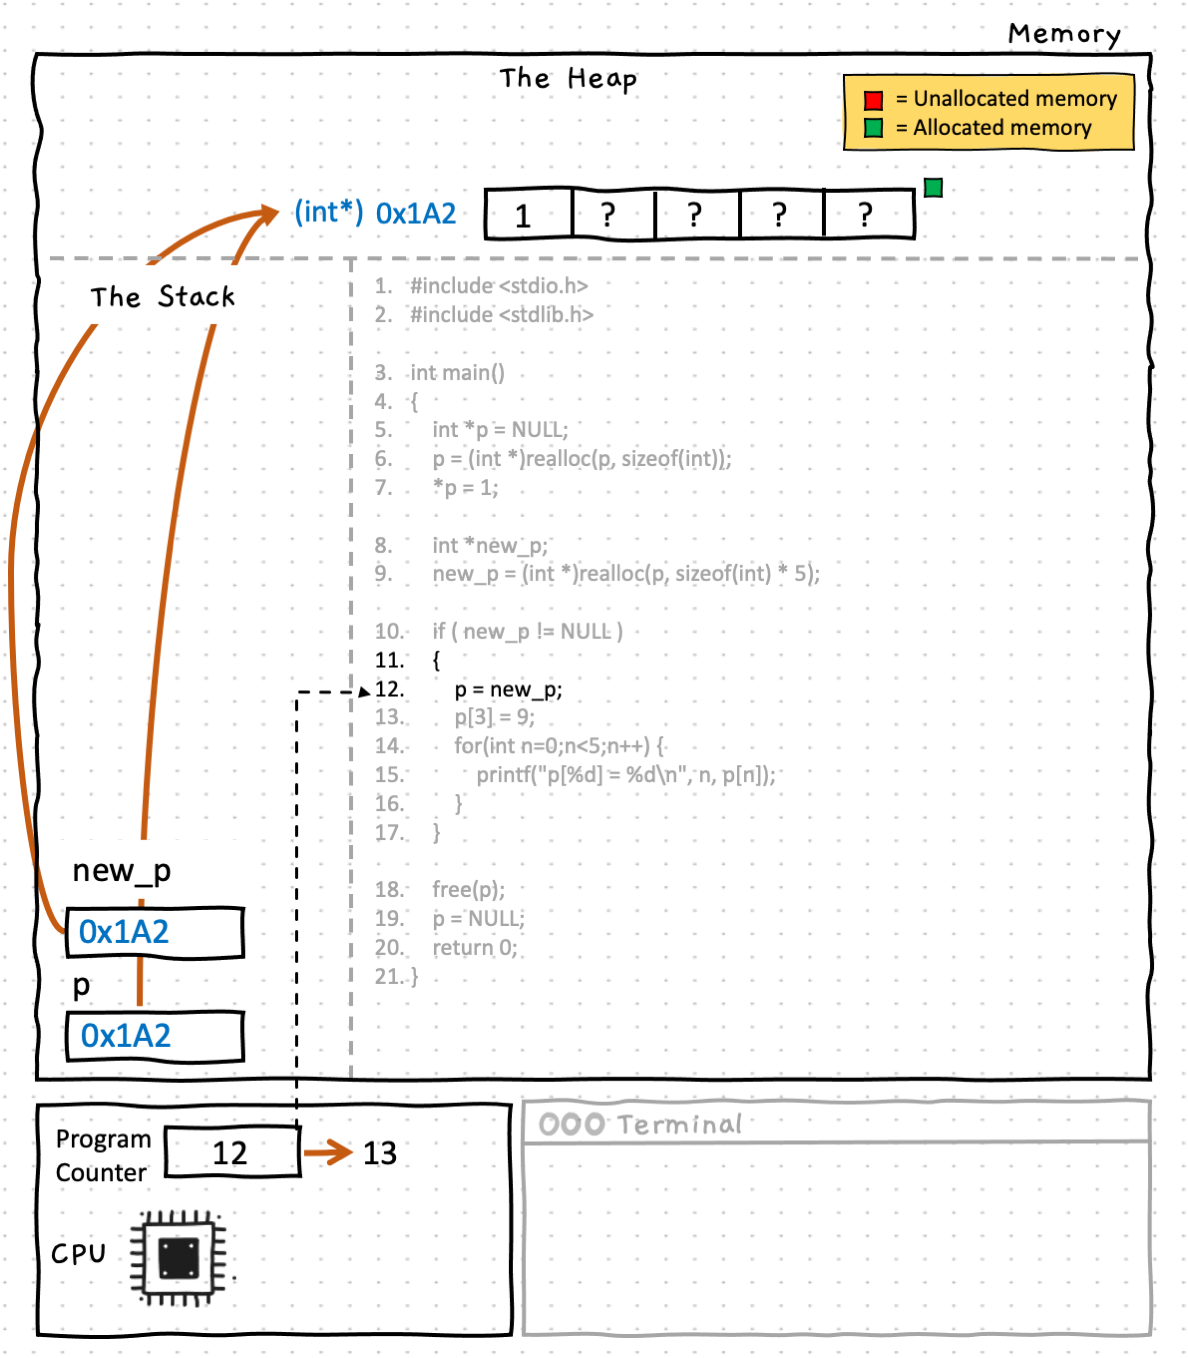 Memory
The Heap
= Unallocated memory
= Allocated memory
(int*) 0x1A2
1 ? ? ? ?
The Stack
1. #include <stdio.h>
2. #include <stdlib.h>
3. int main()
4. {
5. int *p = NULL;
6. p = (int *)realloc(p, sizeof(int));
7. *p = 1;
8. int *new_p;
9. new_p = (int *)realloc(p, sizeof(int) * 5);
10. if ( new_p != NULL )
11. {
12. p = new_p;
13. p[3] = 9;
14. for(int n=0;n<5;n++) {
15. printf("p[%d] = %d\n", n, p[n]);
16. }
17. }
18. free(p);
19. p = NULL;
20. return 0;
21. }
new_p
0x1A2
p
0x1A2
Program
Counter
12
13
CPU
Terminal